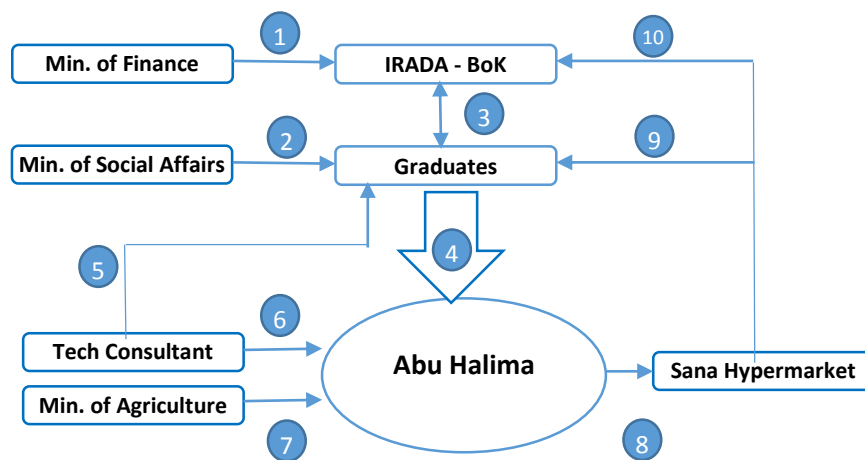 1
10
Min. of Finance
IRADA - BoK
3
2
9
Min. of Social Affairs
Graduates
4
5
6
Tech Consultant
Abu Halima
Sana Hypermarket
Min. of Agriculture
7
8